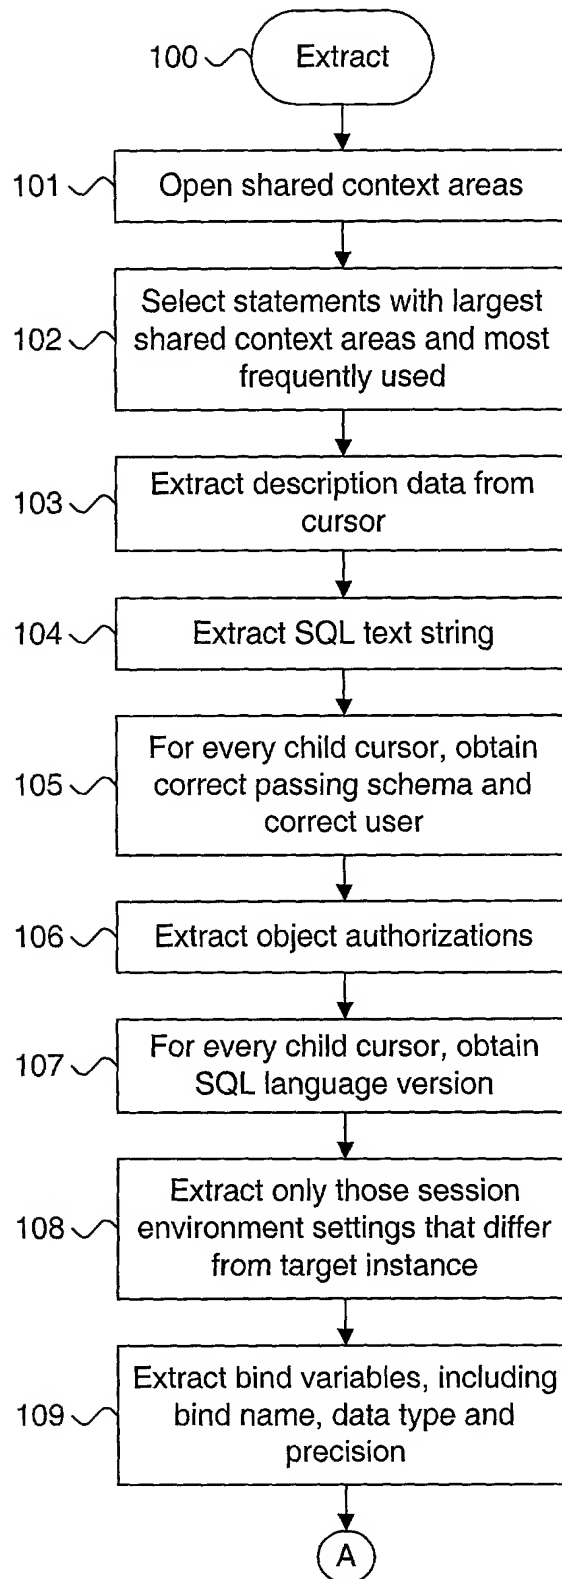 100 Extract
101 Open shared context areas
Select statements with largest
102 shared context areas and most
frequently used
103 Extract description data from
cursor
104 Extract SQL text string
For every child cursor, obtain
105 correct passing schema and
correct user
106 Extract object authorizations
107 For every child cursor, obtain
SQL language version
Extract only those session
108 environment settings that differ
from target instance
Extract bind variables, including
109 bind name, data type and
precision
A